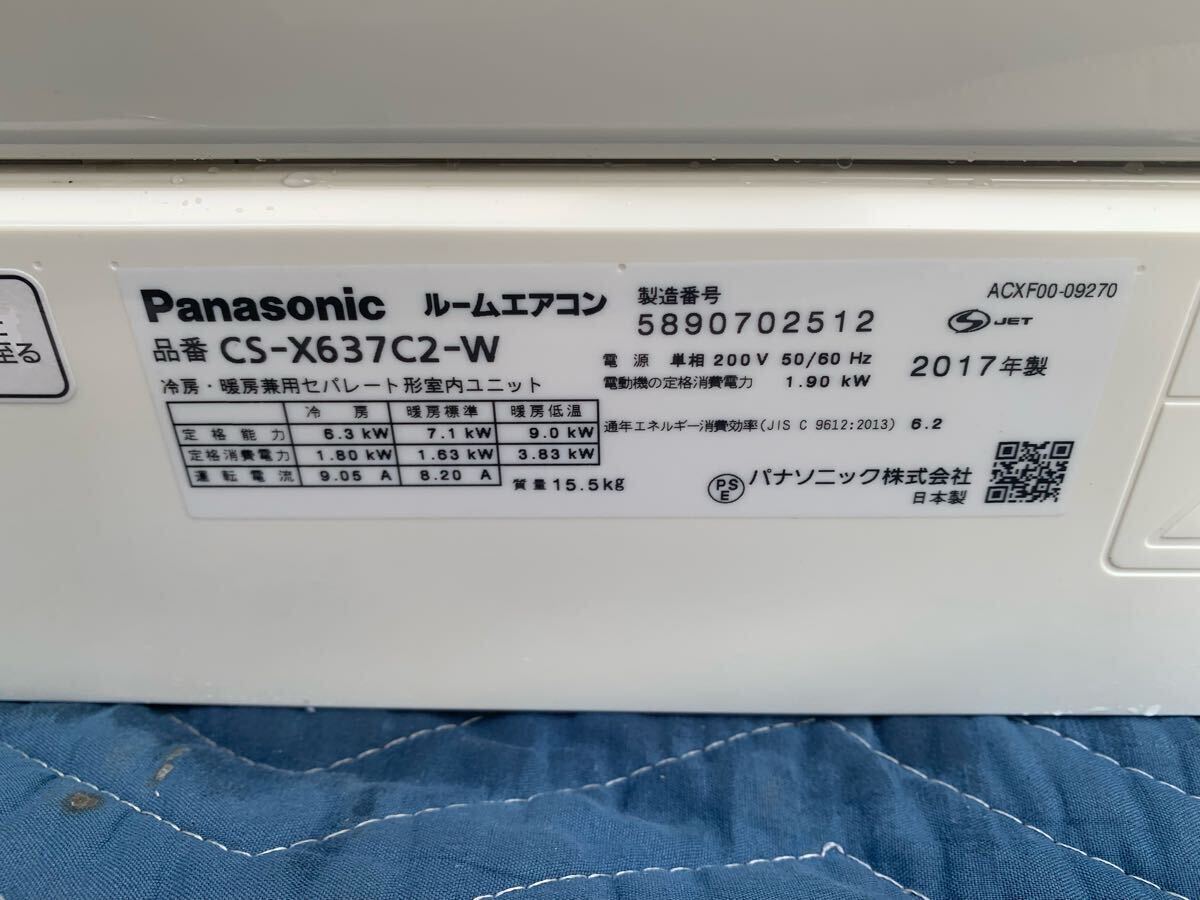 至る
Panasonic ルームエアコン
品番 CS-X637C2-W
冷房・暖房兼用セパレート形室内ユニット
冷房 暖房標準 暖房低温
定格能力 6.3 kW 7.1 kW 9.0 kW
定格消費電力 1.80 kW 1.63 kW 3.83 kW
運転電流 9.05 A 8.20 A
質量 15.5kg
製造番号
5890702512
電源 単相 200 V 50/60 Hz
電動機の定格消費電力 1.90 kW
通年エネルギー消費効率(JIS C 9612:2013) 6.2
ACXF00-09270
S JET
2017年製
PS
E
パナソニック株式会社
日本製